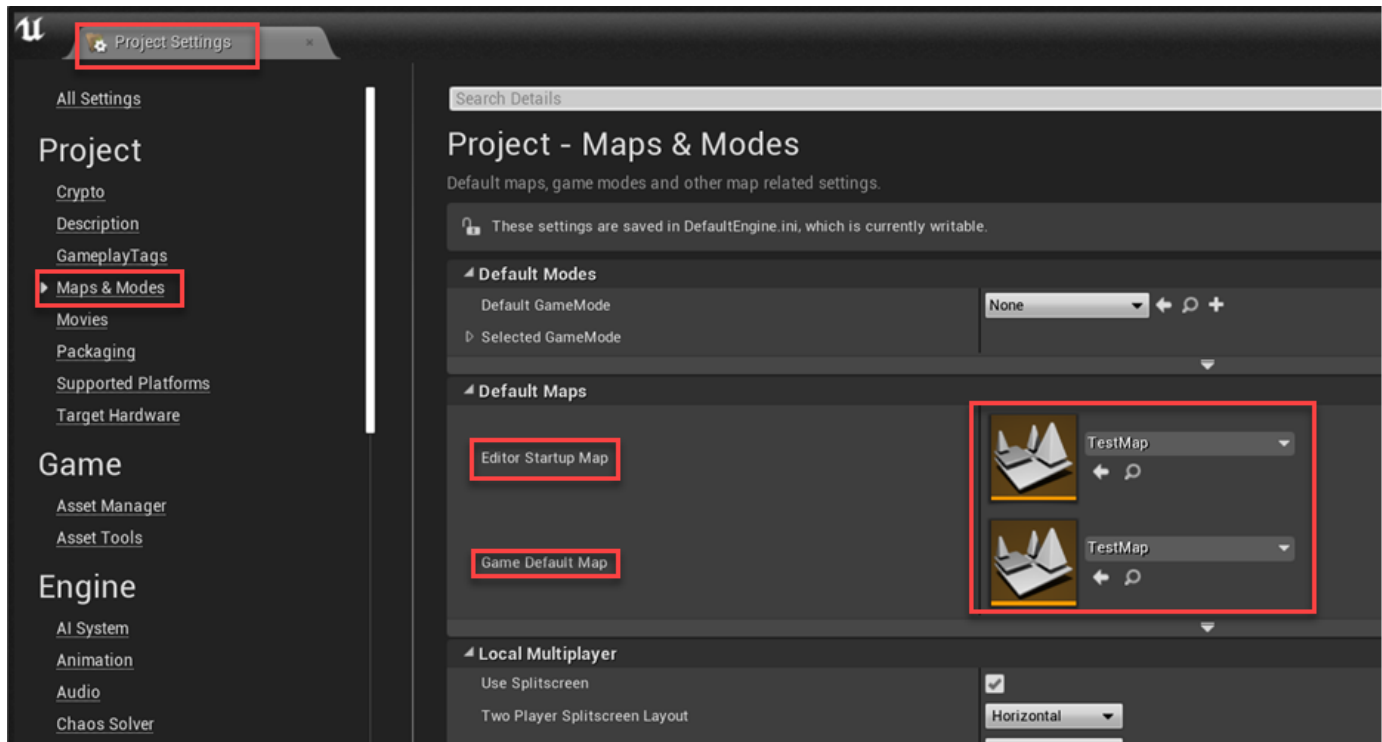 Project Settings
All Settings
Project
Crypto
Description
GameplayTags
Maps & Modes
Movies
Packaging
Supported Platforms
Target Hardware
Game
Asset Manager
Asset Tools
Engine
AI System
Animation
Audio
Chaos Solver
Search Details
Project - Maps & Modes
Default maps, game modes and other map related settings.
These settings are saved in DefaultEngine.ini, which is currently writable.
Default Modes
Default GameMode None
Selected GameMode
Default Maps
Editor Startup Map TestMap
Game Default Map TestMap
Local Multiplayer
Use Splitscreen
Two Player Splitscreen Layout Horizontal